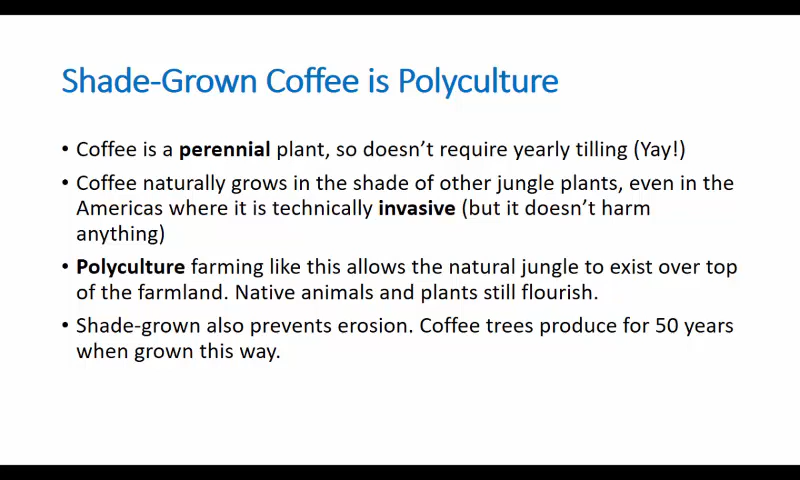 Shade-Grown Coffee is Polyculture
• Coffee is a perennial plant, so doesn't require yearly tilling (Yay!)
• Coffee naturally grows in the shade of other jungle plants, even in the
Americas where it is technically invasive (but it doesn't harm
anything)
• Polyculture farming like this allows the natural jungle to exist over top
of the farmland. Native animals and plants still flourish.
• Shade-grown also prevents erosion. Coffee trees produce for 50 years
when grown this way.